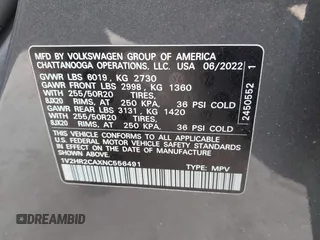 MFD BY VOLKSWAGEN GROUP OF AMERICA
CHATTANOOGA OPERATIONS, LLC. USA 06/2022
GVWR LBS 6019, KG 2730
GAWR FRONT LBS 2998, KG 1360
WITH 255/50R20 TIRES,
8JX20 RIMS, AT 250 KPA. 36 PSI COLD
GAWR REAR LBS 3131, KG 1420
WITH 255/50R20 TIRES.
8JX20 RIMS, AT 250 KPA. 36 PSI COLD
THIS VEHICLE CONFORMS TO ALL APPLICABLE
U.S. FEDERAL MOTOR VEHICLE SAFETY STANDARDS
IN EFFECT ON THE DATE OF MANUFACTURE
SHOWN ABOVE.
1V2HR2CAXNC556491 TYPE: MPV
2450552 1
DREAMBID